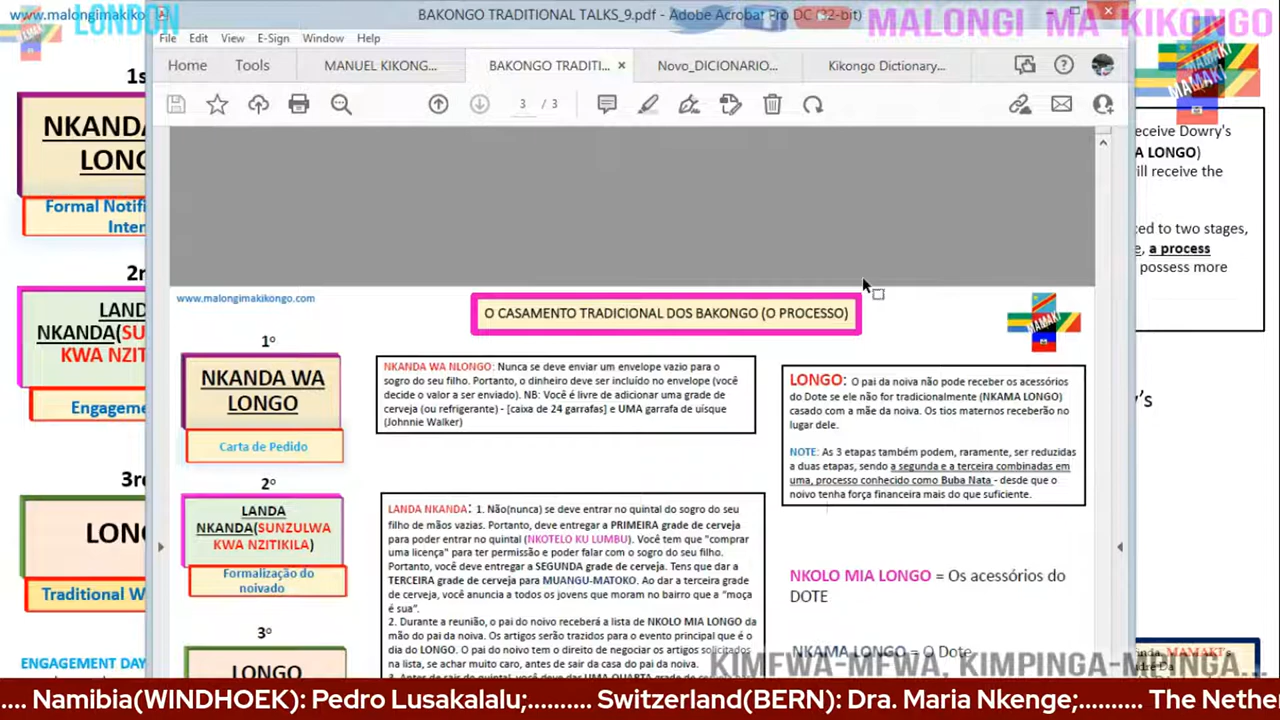 www.malongimakiko
LONDON
BAKONGO TRADITIONAL TALKS_9.pdf - Adobe Acrobat Pro DC (32-bit)
MALONGI MA KIKONGO
File Edit View E-Sign Window Help
Home Tools MANUEL KIKONG... BAKONGO TRADITI... × Novo_DICIONARIO... Kikongo Dictionary...
3 / 3
MAMAKI
1s
NKANDA
LONG
Formal Notifi
Inten
2n
LAND
NKANDA(SU
KWA NZIT
Engageme
3r
LON
Traditional W
ENGAGEMENT DAY
www.malongimakikongo.com
O CASAMENTO TRADICIONAL DOS BAKONGO (O PROCESSO)
MAMAKI
1º
NKANDA WA
LONGO
Carta de Pedido
NKANDA WA NLONGO: Nunca se deve enviar um envelope vazio para o
sogro do seu filho. Portanto, o dinheiro deve ser incluído no envelope (você
decide o valor a ser enviado). NB: Você é livre de adicionar uma grade de
cerveja (ou refrigerante) - [caixa de 24 garrafas] e UMA garrafa de uísque
(Johnnie Walker)
LONGO: O pai da noiva não pode receber os acessórios
do Dote se ele não for tradicionalmente (NKAMA LONGO)
casado com a mãe da noiva. Os tios maternos receberão no
lugar dele.
NOTE: As 3 etapas também podem, raramente, ser reduzidas
a duas etapas, sendo a segunda e a terceira combinadas em
uma, processo conhecido como Buba Nata - desde que o
noivo tenha força financeira mais do que suficiente.
2º
LANDA
NKANDA(SUNZULWA
KWA NZITIKILA)
Formalização do
noivado
LANDA NKANDA: 1. Não(nunca) se deve entrar no quintal do sogro do seu
filho de mãos vazias. Portanto, deve entregar a PRIMEIRA grade de cerveja
para poder entrar no quintal (NKOTELO KU LUMBU). Você tem que "comprar
uma licença" para ter permissão e poder falar com o sogro do seu filho.
Portanto, você deve entregar a SEGUNDA grade de cerveja. Tens que dar a
TERCEIRA grade de cerveja para MUANGU-MATOKO. Ao dar a terceira grade
de cerveja, você anuncia a todos os jovens que moram no bairro que a "moça
é sua".
2. Durante a reunião, o pai do noivo receberá a lista de NKOLO MIA LONGO da
mão do pai da noiva. Os artigos serão trazidos para o evento principal que é o
dia do LONGO. O pai do noivo tem o direito de negociar os artigos solicitados
na lista, se achar muito caro, antes de sair da casa do pai da noiva.
NKOLO MIA LONGO = Os acessórios do
DOTE
NKAMA LONGO = O Dote
3º
LONGO
eceive Dowry's
A LONGO)
ill receive the
ced to two stages,
e, a process
possess more
y's
KIMFWA-MFWA, KIMPINGA-MPINGA...
.... Namibia(WINDHOEK): Pedro Lusakalalu;.......... Switzerland(BERN): Dra. Maria Nkenge;.......... The Nethe